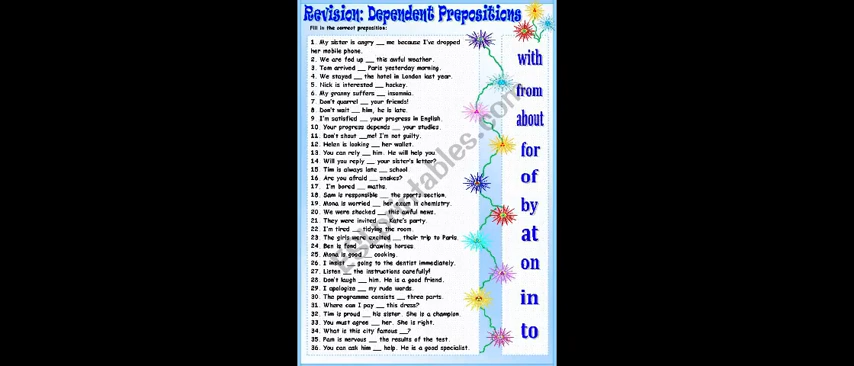 Revision: Dependent Prepositions
Fill in the correct preposition:
1. My sister is angry __ me because I've dropped
her mobile phone.
2. We are fed up __ this awful weather.
3. Tom arrived __ Paris yesterday morning.
4. We stayed __ the hotel in London last year.
5. Nick is interested __ hockey.
6. My granny suffers __ insomnia.
7. Don't quarrel __ your friends!
8. Don't wait __ him, he is late.
9. I'm satisfied __ your progress in English.
10. Your progress depends __ your studies.
11. Don't shout __me! I'm not guilty.
12. Helen is looking __ her wallet.
13. You can rely __ him. He will help you.
14. Will you reply __ your sister's letter?
15. Tim is always late __ school.
16. Are you afraid __ snakes?
17. I'm bored __ maths.
18. Sam is responsible __ the sports section.
19. Mona is worried __ her exam in chemistry.
20. We were shocked __ this awful news.
21. They were invited __ Kate's party.
22. I'm tired __ tidying the room.
23. The girls were excited __ their trip to Paris.
24. Ben is fond __ drawing horses.
25. Mona is good __ cooking.
26. I insist __ going to the dentist immediately.
27. Listen __ the instructions carefully!
28. Don't laugh __ him. He is a good friend.
29. I apologize __ my rude words.
30. The programme consists __ three parts.
31. Where can I pay __ this dress?
32. Tim is proud __ his sister. She is a champion.
33. You must agree __ her. She is right.
34. What is this city famous __?
35. Pam is nervous __ the results of the test.
36. You can ask him __ help. He is a good specialist.
with
from
about
for
of
by
at
on
in
to